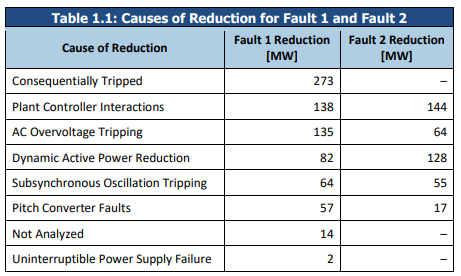 Table 1.1: Causes of Reduction for Fault 1 and Fault 2
Cause of Reduction Fault 1 Reduction [MW] Fault 2 Reduction [MW]
Consequentially Tripped 273 –
Plant Controller Interactions 138 144
AC Overvoltage Tripping 135 64
Dynamic Active Power Reduction 82 128
Subsynchronous Oscillation Tripping 64 55
Pitch Converter Faults 57 17
Not Analyzed 14 –
Uninterruptible Power Supply Failure 2 –